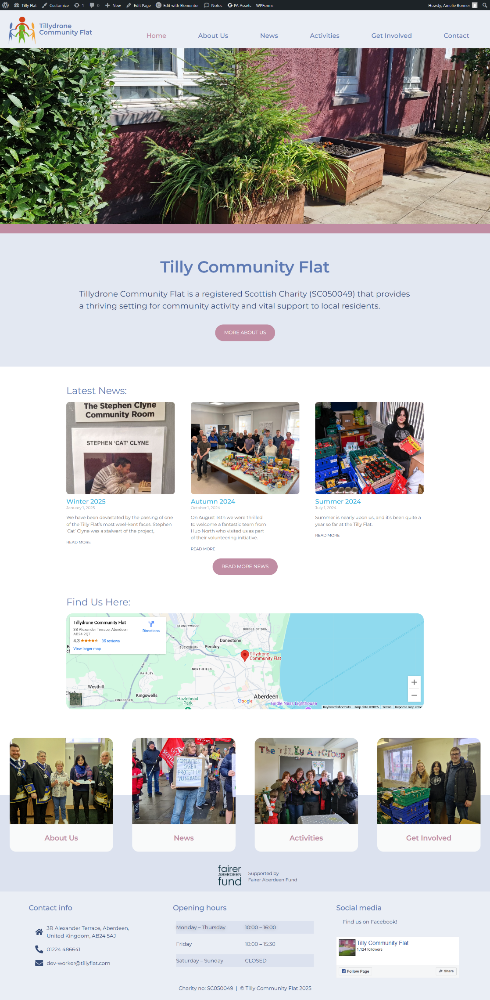 Tilly Flat Customize 1 0 New Edit Page Edit with Elementor Notes PA Assets WPForms Howdy, Amelie Bonner
Tillydrone
Community Flat
Home About Us News Activities Get Involved Contact
Tilly Community Flat
Tillydrone Community Flat is a registered Scottish Charity (SC050049) that provides
a thriving setting for community activity and vital support to local residents.
MORE ABOUT US
Latest News:
The Stephen Clyne
Community Room
STEPHEN 'CAT' CLYNE
Winter 2025
January 1, 2025
We have been devastated by the passing of one
of the Tilly Flat's most weel-kent faces. Stephen
'Cat' Clyne was a stalwart of the project,
READ MORE
Autumn 2024
October 1, 2024
On August 14th we were thrilled
to welcome a fantastic team from
Hub North who visited us as part
of their volunteering initiative.
READ MORE
Summer 2024
July 1, 2024
Summer is nearly upon us, and it's been quite a
year so far at the Tilly Flat.
READ MORE
READ MORE NEWS
Find Us Here:
Tillydrone Community Flat
3B Alexander Terrace, Aberdeen
AB24 2QT
4.3 35 reviews
View larger map
Directions
STONEYWOOD
BRIDGE OF DON
A96
Danestone
BUCKSBURN
Persley
Tillydrone
Community Flat
A90
NORTHFIELD
FAIRLEY
Westhill
Elrick
Kingswells
KINGSFORD
Hazlehead
Park
Google
Aberdeen
Girdle Ness Lighthouse
Keyboard shortcuts Map data ©2025 Terms Report a map error
COMMUNITIES
CARE!!
PROTECT THE
VULNERABLE
The TiLLy Art Group
About Us
News
Activities
Get Involved
fairer
ABERDEEN
fund
Supported by
Fairer Aberdeen Fund
Contact info
3B Alexander Terrace, Aberdeen,
United Kingdom, AB24 5AJ
01224 486641
dev-worker@tillyflat.com
Opening hours
Monday – Thursday 10:00 – 16:00
Friday 10:00 – 15:30
Saturday – Sunday CLOSED
Social media
Find us on Facebook!
Tilly Community Flat
1,124 followers
Follow Page Share
Charity no: SC050049 | © Tilly Community Flat 2025